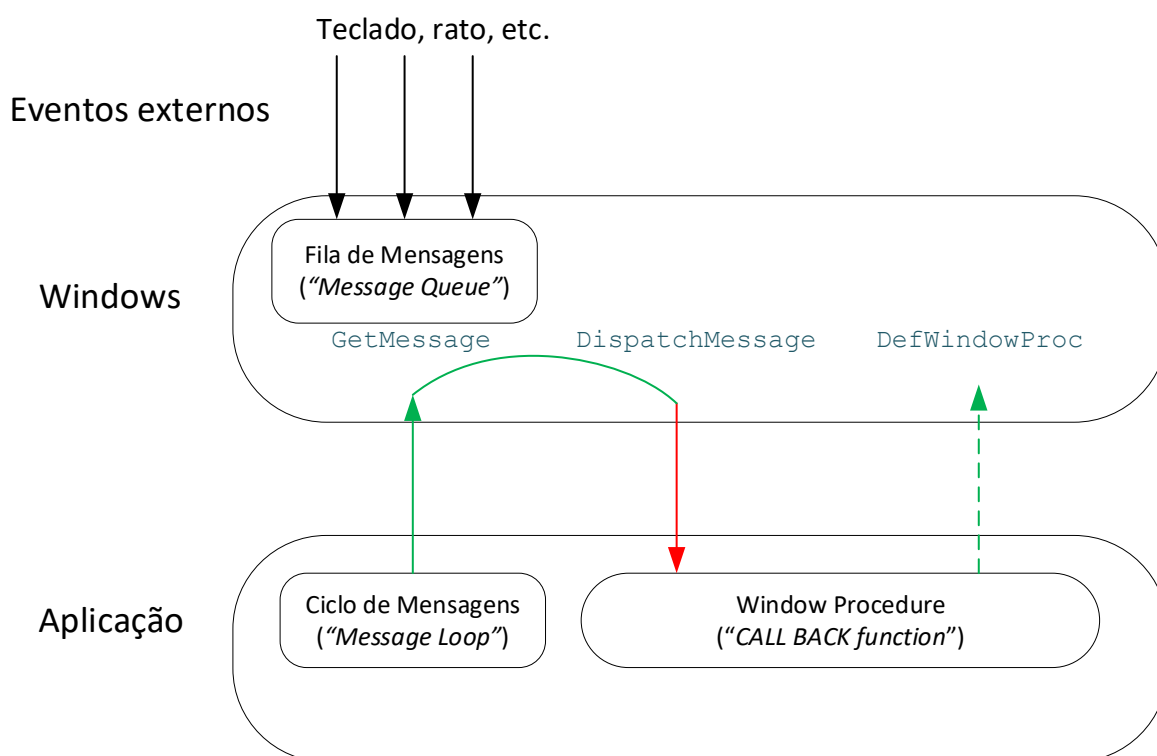 Teclado, rato, etc.
Eventos externos
Fila de Mensagens
(“Message Queue”)
Windows
GetMessage
DispatchMessage
DefWindowProc
Ciclo de Mensagens
(“Message Loop”)
Window Procedure
(“CALL BACK function”)
Aplicação